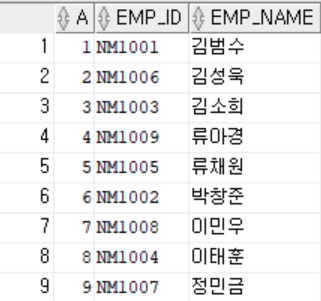 A EMP_ID EMP_NAME
1 1 NM1001 김범수
2 2 NM1006 김성욱
3 3 NM1003 김소희
4 4 NM1009 류아경
5 5 NM1005 류채원
6 6 NM1002 박창준
7 7 NM1008 이민우
8 8 NM1004 이태훈
9 9 NM1007 정민금